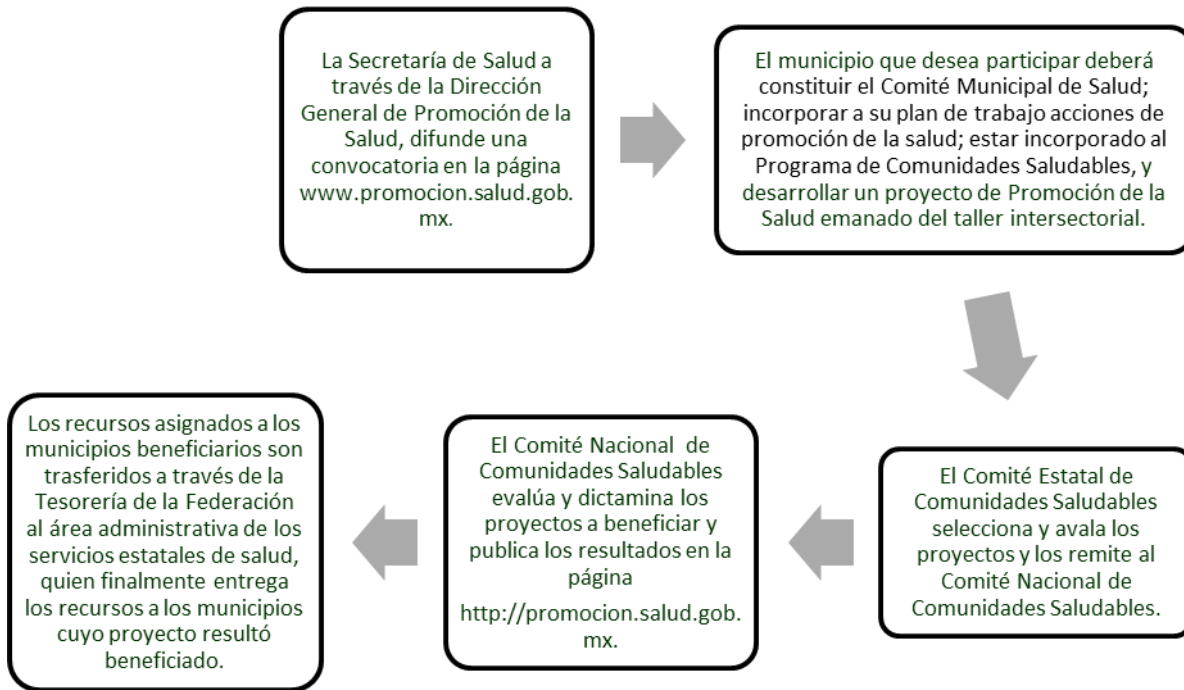 La Secretaría de Salud a
través de la Dirección
General de Promoción de la
Salud, difunde una
convocatoria en la página
www.promocion.salud.gob.
mx.
El municipio que desea participar deberá
constituir el Comité Municipal de Salud;
incorporar a su plan de trabajo acciones de
promoción de la salud; estar incorporado al
Programa de Comunidades Saludables, y
desarrollar un proyecto de Promoción de la
Salud emanado del taller intersectorial.
El Comité Estatal de
Comunidades Saludables
selecciona y avala los
proyectos y los remite al
Comité Nacional de
Comunidades Saludables.
El Comité Nacional de
Comunidades Saludables
evalúa y dictamina los
proyectos a beneficiar y
publica los resultados en la
página
http://promocion.salud.gob.
mx.
Los recursos asignados a los
municipios beneficiarios son
trasferidos a través de la
Tesorería de la Federación
al área administrativa de los
servicios estatales de salud,
quien finalmente entrega
los recursos a los municipios
cuyo proyecto resultó
beneficiado.